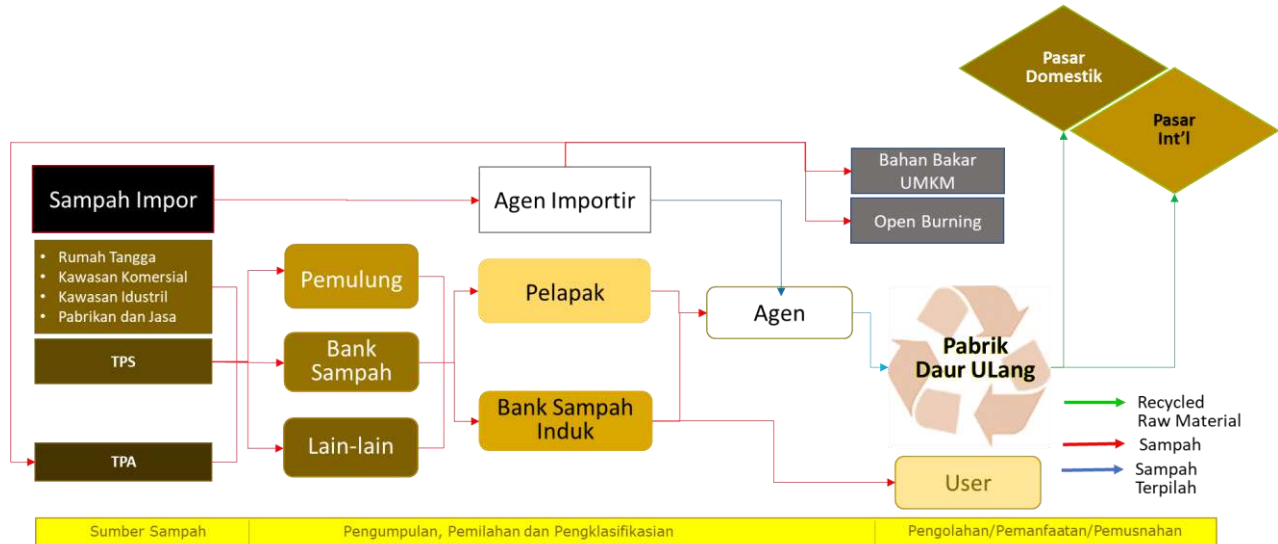 Pasar
Domestik
Pasar
Int'l
Bahan Bakar
UMKM
Sampah Impor
Agen Importir
Open Burning
• Rumah Tangga
• Kawasan Komersial
• Kawasan Idustril
• Pabrikan dan Jasa
Pemulung
Pelapak
Agen
TPS
Bank
Sampah
Pabrik
Daur ULang
Bank Sampah
Induk
Lain-lain
TPA
User
Recycled
Raw Material
Sampah
Sampah
Terpilah
Sumber Sampah
Pengumpulan, Pemilahan dan Pengklasifikasian
Pengolahan/Pemanfaatan/Pemusnahan